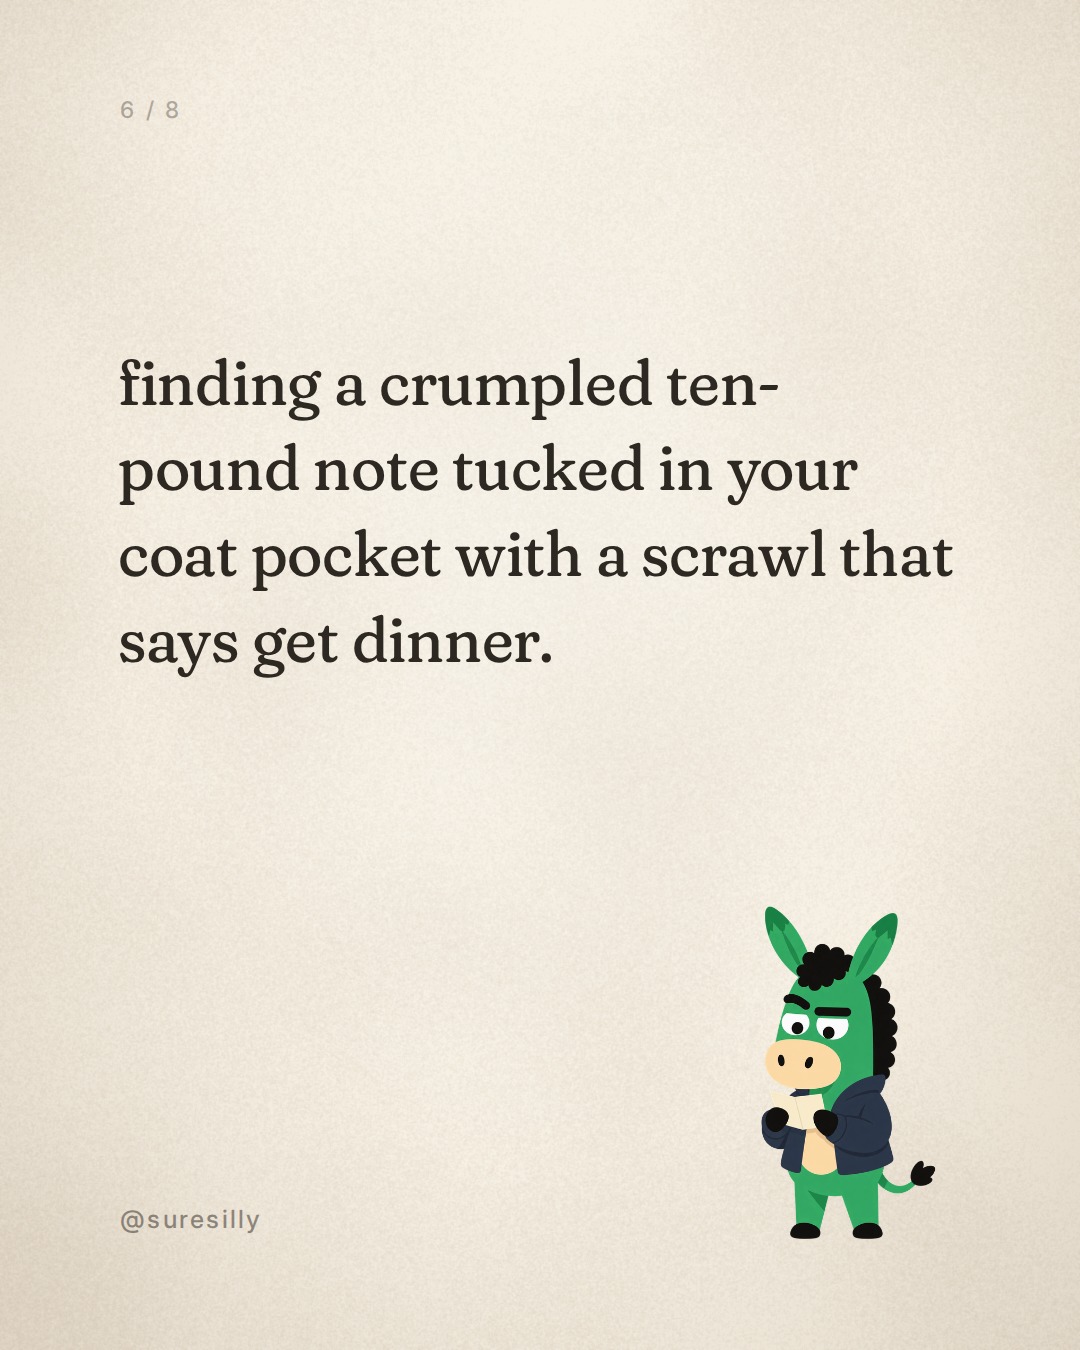 6 / 8
finding a crumpled ten-
pound note tucked in your
coat pocket with a scrawl that
says get dinner.
@suresilly